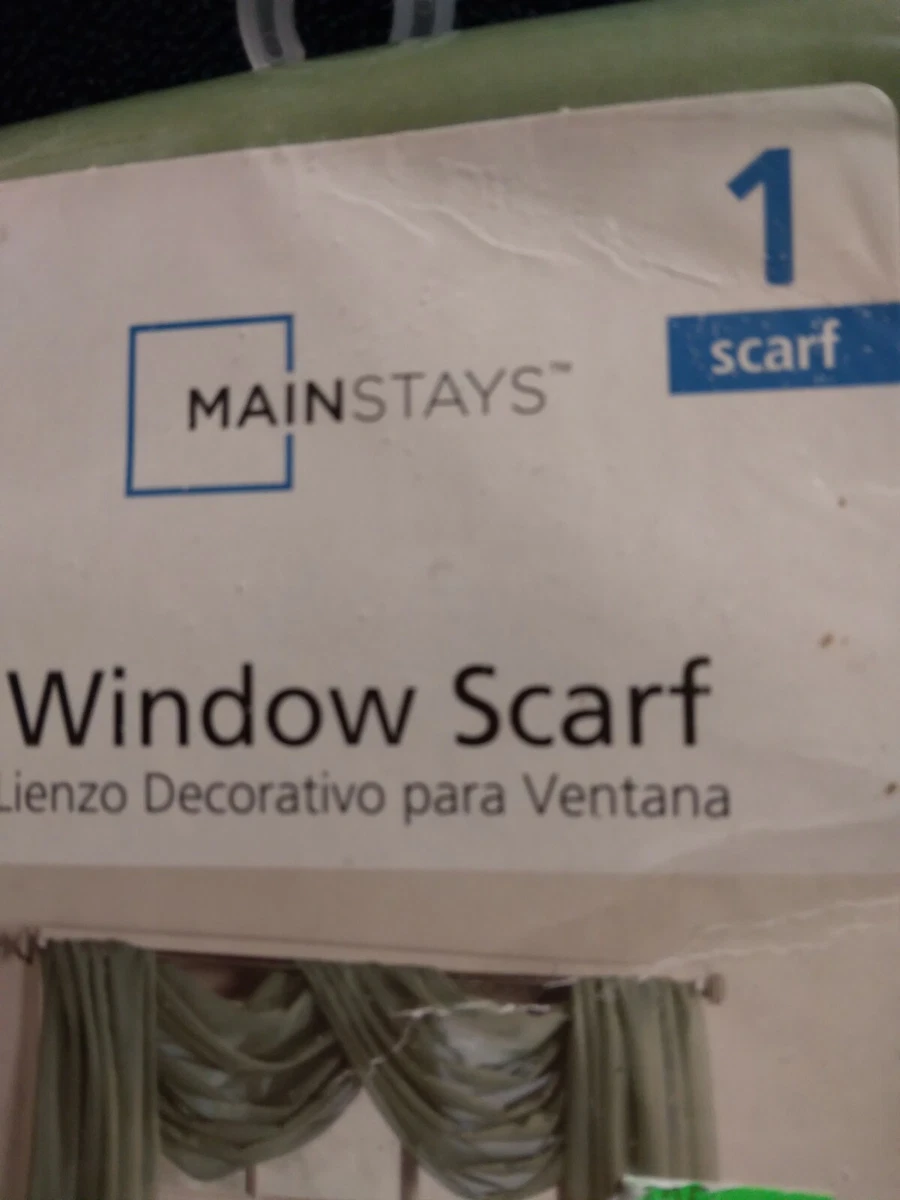 1
scarf
MAINSTAYS™
Window Scarf
Lienzo Decorativo para Ventana